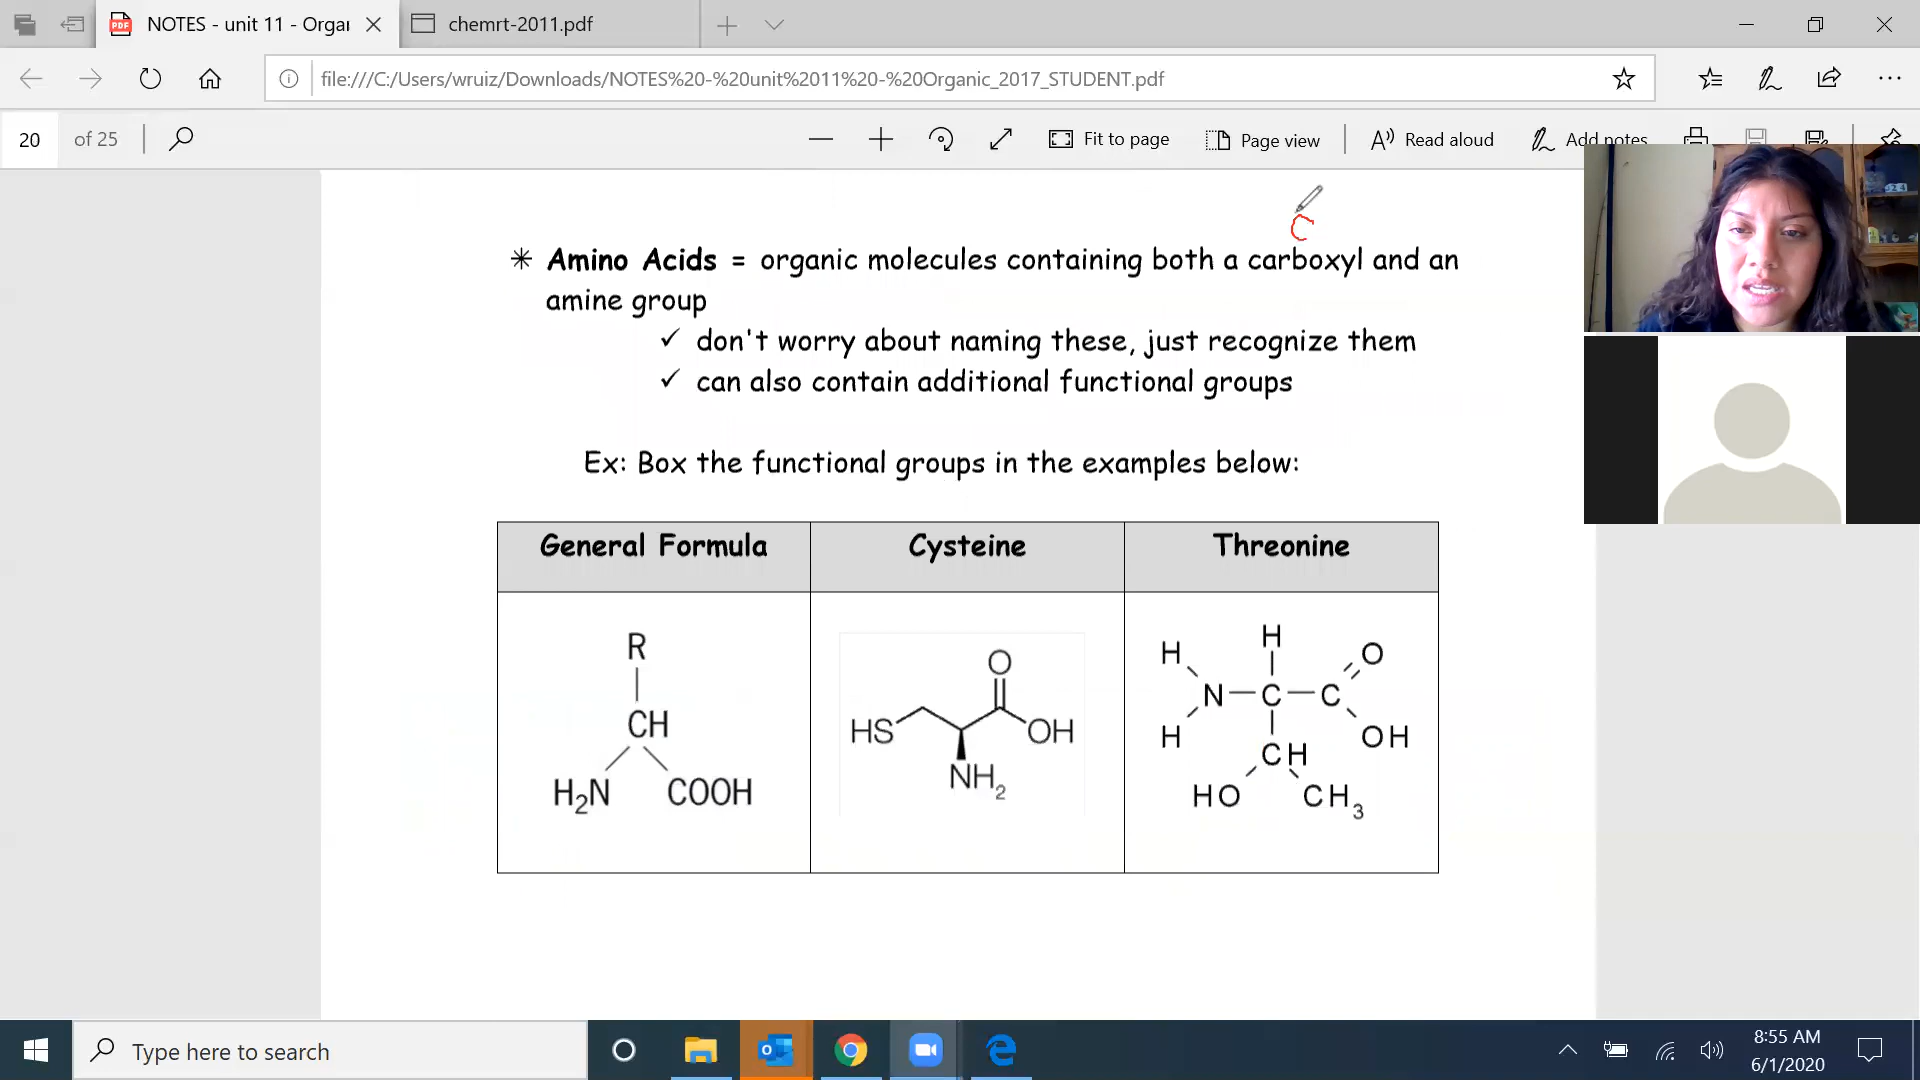 NOTES - unit 11 - Orgar
chemrt-2011.pdf
file:///C:/Users/wruiz/Downloads/NOTES%20-%20unit%2011%20-%20Organic_2017_STUDENT.pdf
20 of 25
Fit to page
Page view
Read aloud
Add notes
C
Amino Acids = organic molecules containing both a carboxyl and an
amine group
✓ don't worry about naming these, just recognize them
✓ can also contain additional functional groups
Ex: Box the functional groups in the examples below:
General Formula Cysteine Threonine
R
CH
H2N COOH
O
HS OH
NH2
H H O
N C C
H OH
CH
HO CH3
Type here to search
8:55 AM
6/1/2020